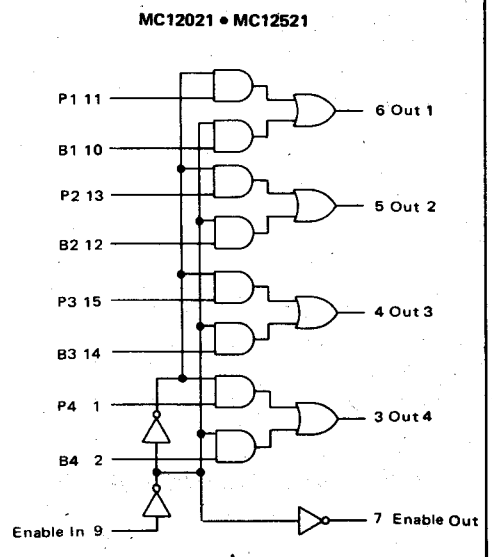 MC12021 • MC12521
P1 11
6 Out 1
B1 10
P2 13
5 Out 2
B2 12
P3 15
4 Out 3
B3 14
P4 1
3 Out 4
B4 2
7 Enable Out
Enable In 9